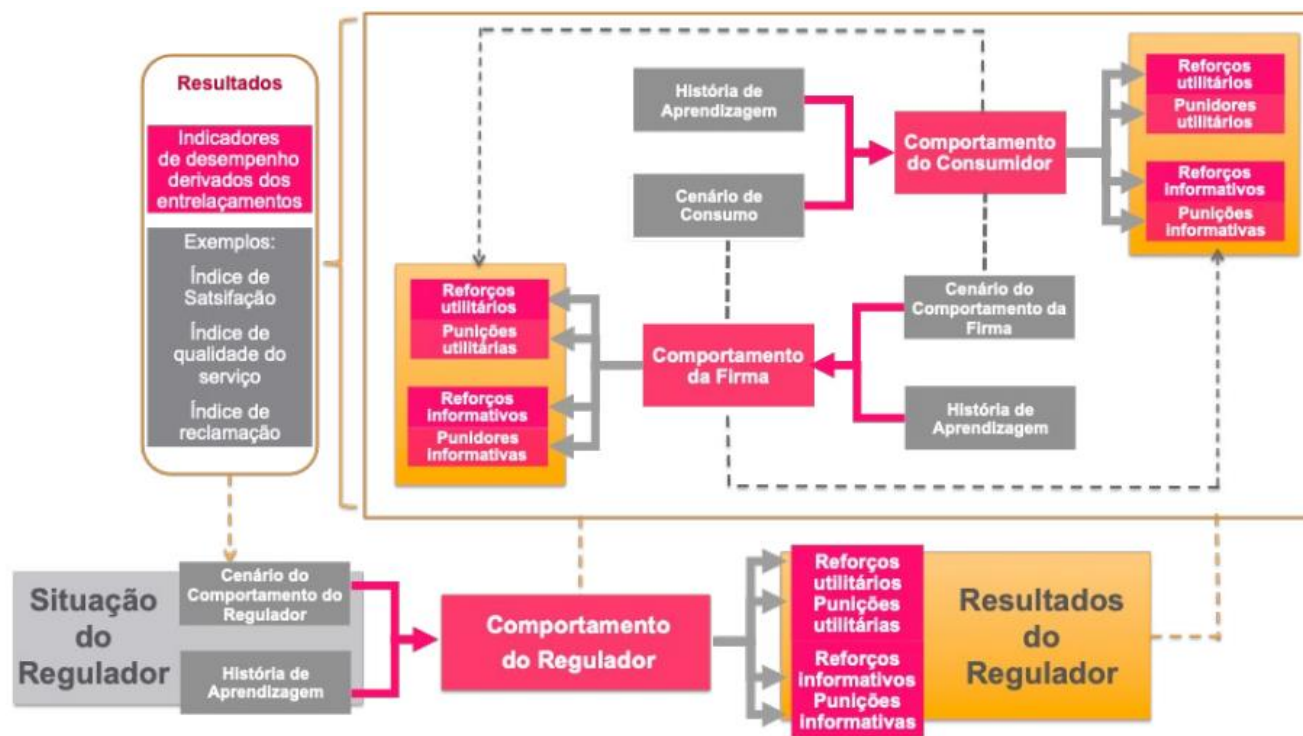 Resultados
Indicadores
de desempenho
derivados dos
entrelaçamentos
Exemplos:
Índice de
Satsifação
Índice de
qualidade do
serviço
Índice de
reclamação
História de
Aprendizagem
Cenário de
Consumo
Comportamento
do Consumidor
Reforços
utilitários
Punidores
utilitários
Reforços
informativos
Punições
informativas
Reforços
utilitários
Punições
utilitárias
Reforços
informativos
Punidores
informativas
Comportamento
da Firma
Cenário do
Comportamento da
Firma
História de
Aprendizagem
Situação
do
Regulador
Cenário do
Comportamento do
Regulador
História de
Aprendizagem
Comportamento
do Regulador
Reforços
utilitários
Punições
utilitárias
Reforços
informativos
Punições
informativas
Resultados
do
Regulador